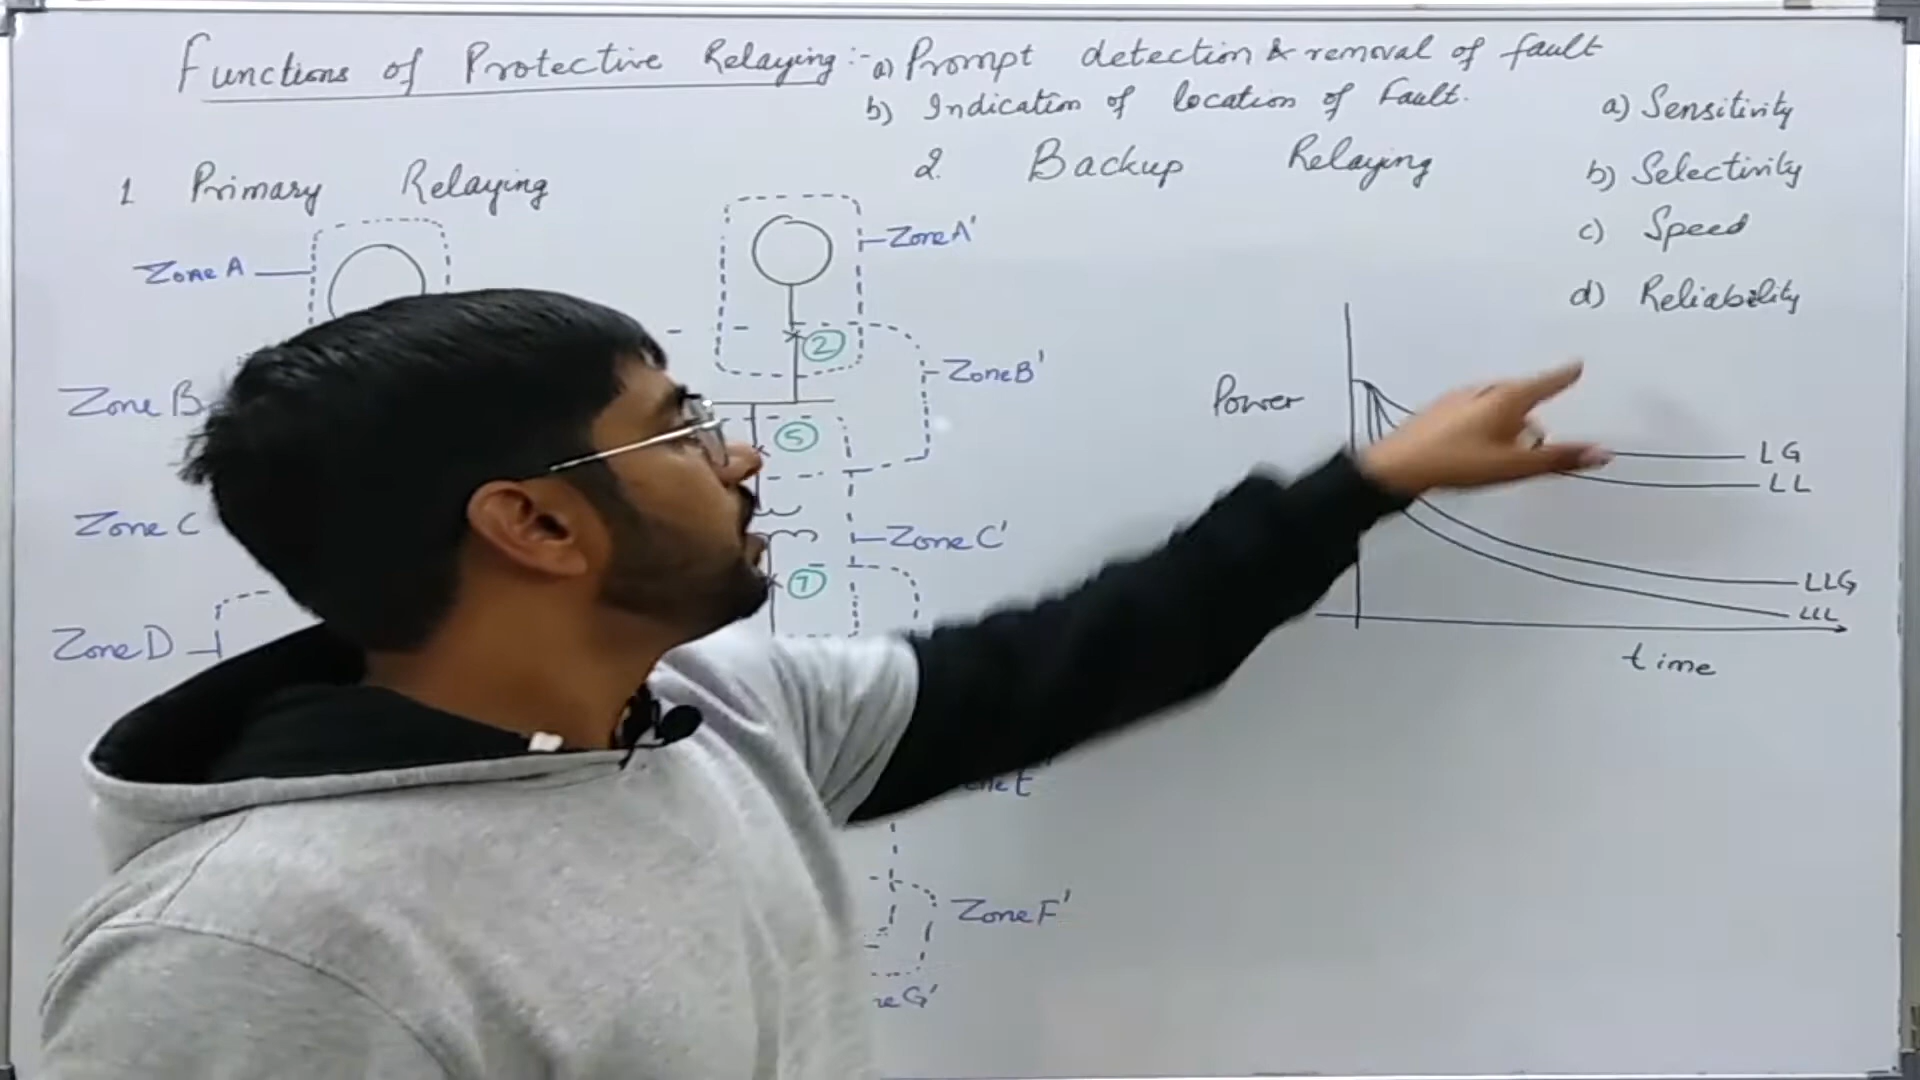 Functions of Protective Relaying :- a) Prompt detection & removal of fault
b) Indication of location of Fault.
a) Sensitivity
b) Selectivity
c) Speed
d) Reliability
1 Primary Relaying
2. Backup Relaying
Zone A
Zone A'
2
Zone B
Zone B'
5
Zone C
Zone C'
7
Zone D
Zone F'
Power
LG
LL
LLG
LLL
time